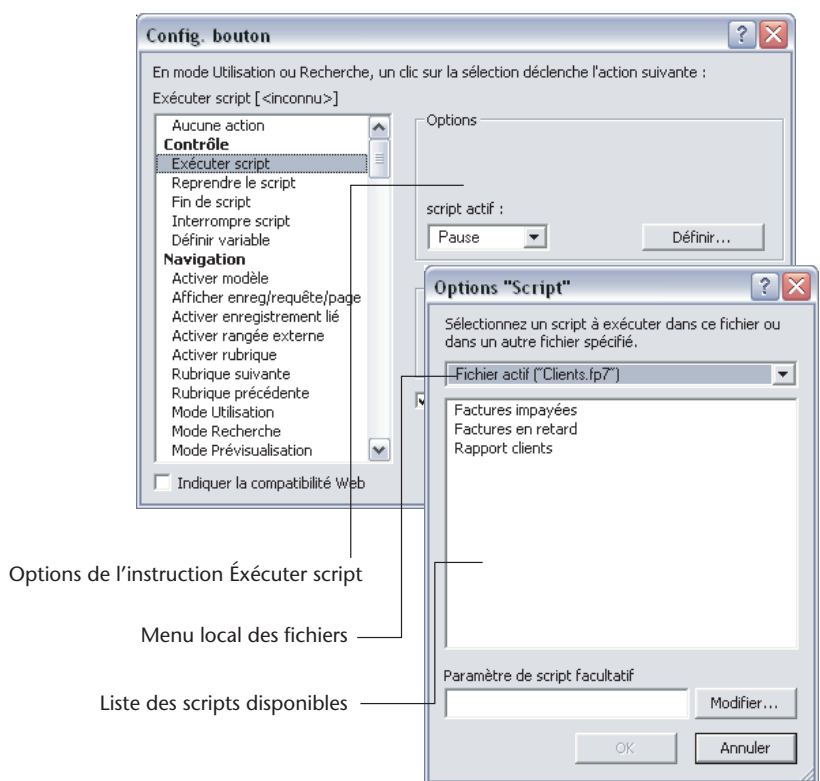 Config. bouton
En mode Utilisation ou Recherche, un clic sur la sélection déclenche l'action suivante :
Exécuter script [<inconnu>]
Aucune action
Contrôle
Exécuter script
Reprendre le script
Fin de script
Interrompre script
Définir variable
Navigation
Activer modèle
Afficher enreg/requête/page
Activer enregistrement lié
Activer rangée externe
Activer rubrique
Rubrique suivante
Rubrique précédente
Mode Utilisation
Mode Recherche
Mode Prévisualisation
Indiquer la compatibilité Web
Options
script actif :
Pause
Définir...
Options "Script"
Sélectionnez un script à exécuter dans ce fichier ou
dans un autre fichier spécifié.
Fichier actif ("Clients.fp7")
Factures impayées
Factures en retard
Rapport clients
Paramètre de script facultatif
Modifier...
OK
Annuler
Options de l'instruction Éxécuter script
Menu local des fichiers
Liste des scripts disponibles